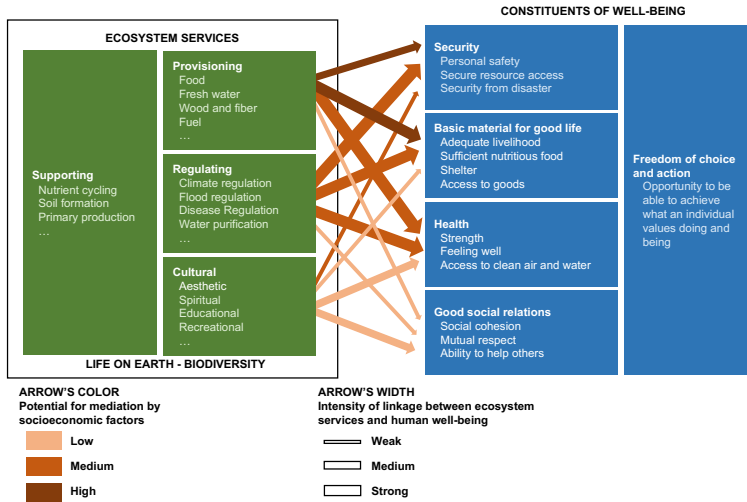 CONSTITUENTS OF WELL-BEING
ECOSYSTEM SERVICES
Supporting
Nutrient cycling
Soil formation
Primary production
…
Provisioning
Food
Fresh water
Wood and fiber
Fuel
…
Regulating
Climate regulation
Flood regulation
Disease Regulation
Water purification
…
Cultural
Aesthetic
Spiritual
Educational
Recreational
…
LIFE ON EARTH - BIODIVERSITY
Security
Personal safety
Secure resource access
Security from disaster
Basic material for good life
Adequate livelihood
Sufficient nutritious food
Shelter
Access to goods
Health
Strength
Feeling well
Access to clean air and water
Good social relations
Social cohesion
Mutual respect
Ability to help others
Freedom of choice
and action
Opportunity to be
able to achieve
what an individual
values doing and
being
ARROW'S COLOR
Potential for mediation by
socioeconomic factors
Low
Medium
High
ARROW'S WIDTH
Intensity of linkage between ecosystem
services and human well-being
Weak
Medium
Strong